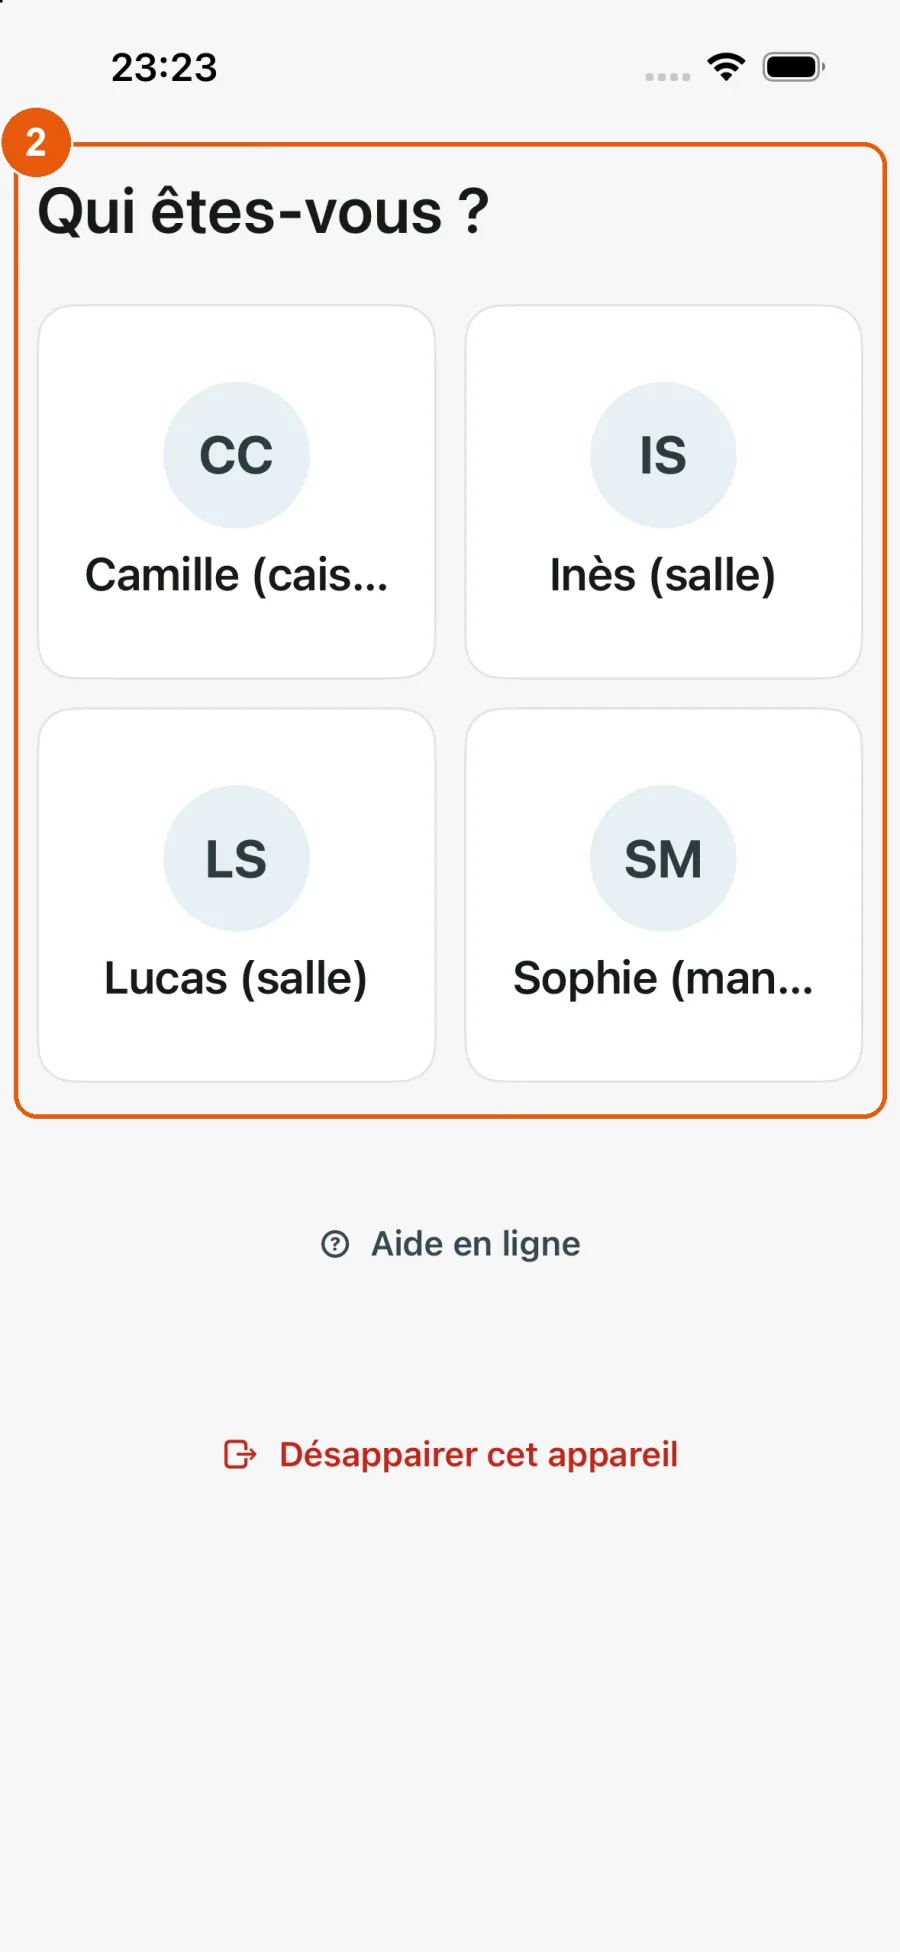 23:23
2
Qui êtes-vous ?
CC
IS
Camille (cais...
Inès (salle)
LS
SM
Lucas (salle)
Sophie (man...
Aide en ligne
Désappairer cet appareil